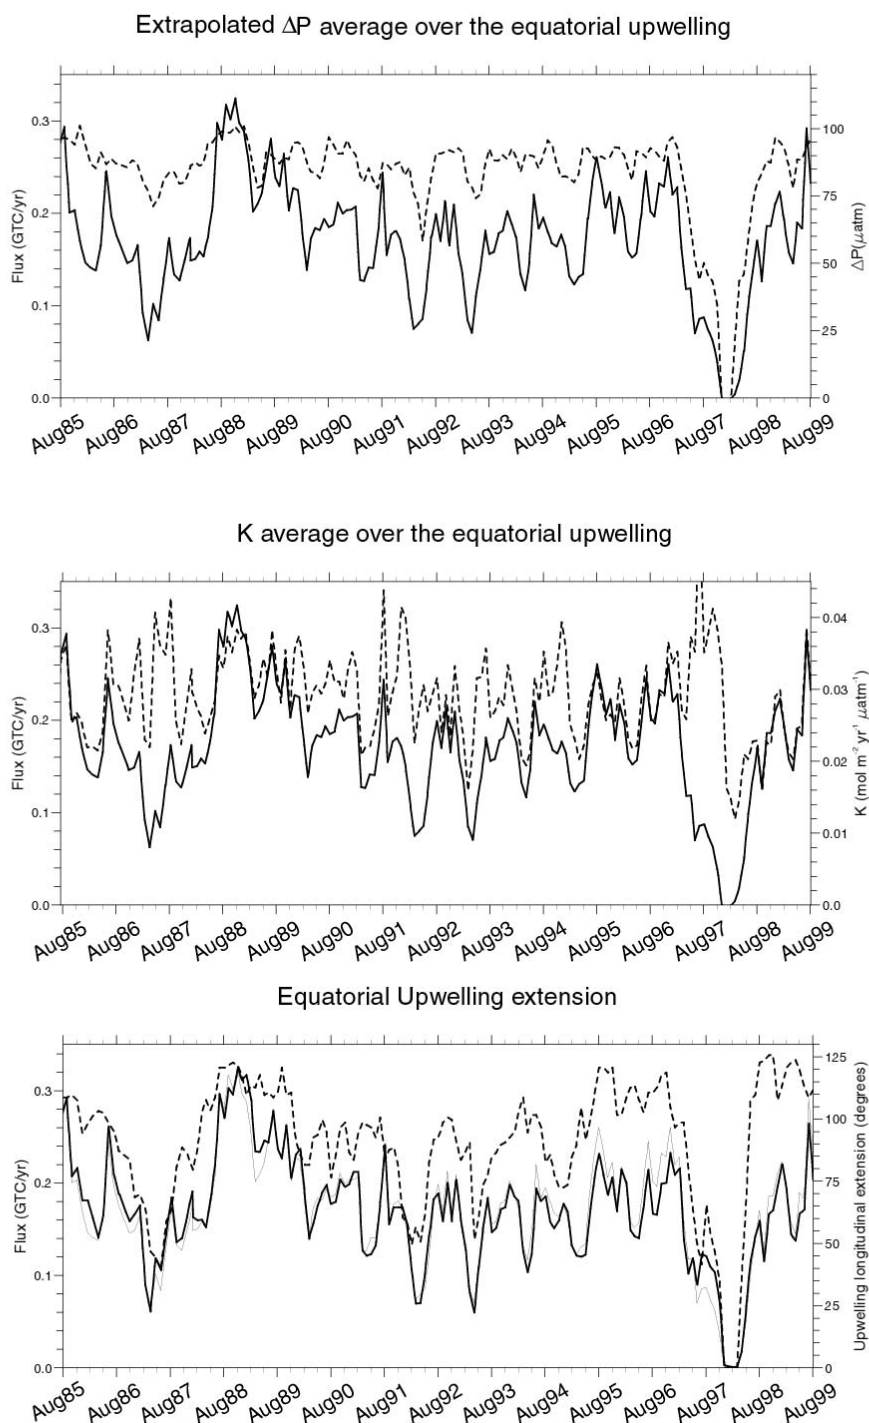 Extrapolated ΔP average over the equatorial upwelling
0.3
0.2
0.1
0.0
Flux (GTC/yr)
100
75
50
25
0
ΔP(μatm)
Aug85 Aug86 Aug87 Aug88 Aug89 Aug90 Aug91 Aug92 Aug93 Aug94 Aug95 Aug96 Aug97 Aug98 Aug99
K average over the equatorial upwelling
0.3
0.2
0.1
0.0
Flux (GTC/yr)
0.04
0.03
0.02
0.01
0.0
K (mol m⁻² yr⁻¹ μatm⁻¹)
Aug85 Aug86 Aug87 Aug88 Aug89 Aug90 Aug91 Aug92 Aug93 Aug94 Aug95 Aug96 Aug97 Aug98 Aug99
Equatorial Upwelling extension
0.3
0.2
0.1
0.0
Flux (GTC/yr)
125
100
75
50
25
0
Upwelling longitudinal extension (degrees)
Aug85 Aug86 Aug87 Aug88 Aug89 Aug90 Aug91 Aug92 Aug93 Aug94 Aug95 Aug96 Aug97 Aug98 Aug99